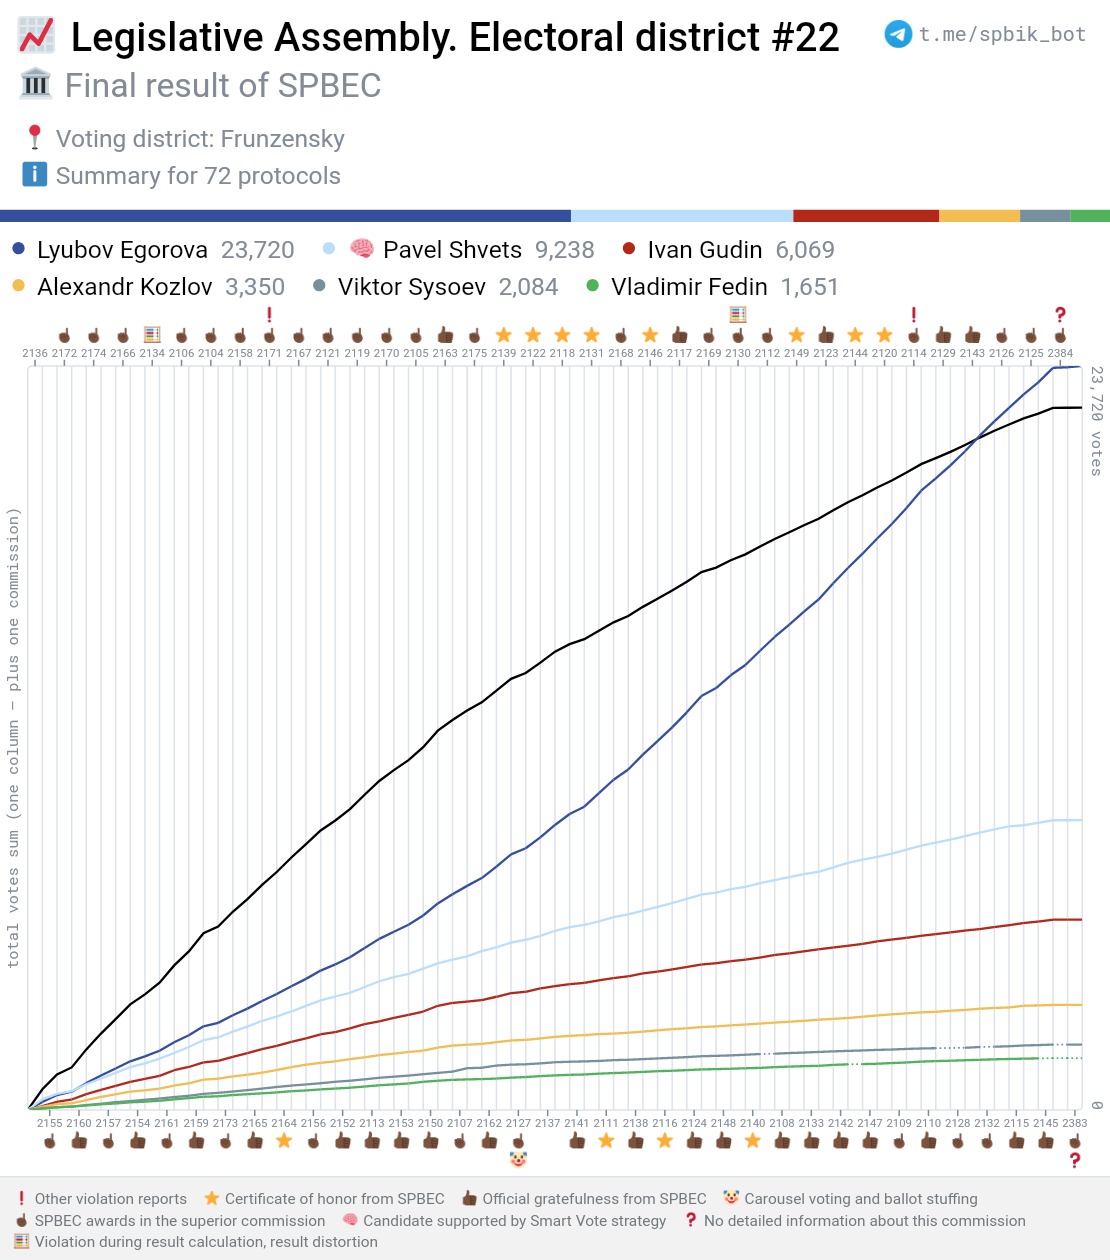 Legislative Assembly. Electoral district #22
t.me/spbik_bot
Final result of SPBEC
Voting district: Frunzensky
Summary for 72 protocols
Lyubov Egorova 23,720 Pavel Shvets 9,238 Ivan Gudin 6,069
Alexandr Kozlov 3,350 Viktor Sysoev 2,084 Vladimir Fedin 1,651
2136 2172 2174 2166 2134 2106 2104 2158 2171 2167 2121 2119 2170 2105 2163 2175 2139 2122 2118 2131 2168 2146 2117 2169 2130 2112 2149 2123 2144 2120 2114 2129 2143 2126 2125 2384
23,720 votes
total votes sum (one column — plus one commission)
0
2155 2160 2157 2154 2161 2159 2173 2165 2164 2156 2152 2113 2153 2150 2107 2162 2127 2137 2141 2111 2138 2116 2124 2148 2140 2108 2133 2142 2147 2109 2110 2128 2132 2115 2145 2383
Other violation reports Certificate of honor from SPBEC Official gratefulness from SPBEC Carousel voting and ballot stuffing
SPBEC awards in the superior commission Candidate supported by Smart Vote strategy No detailed information about this commission
Violation during result calculation, result distortion